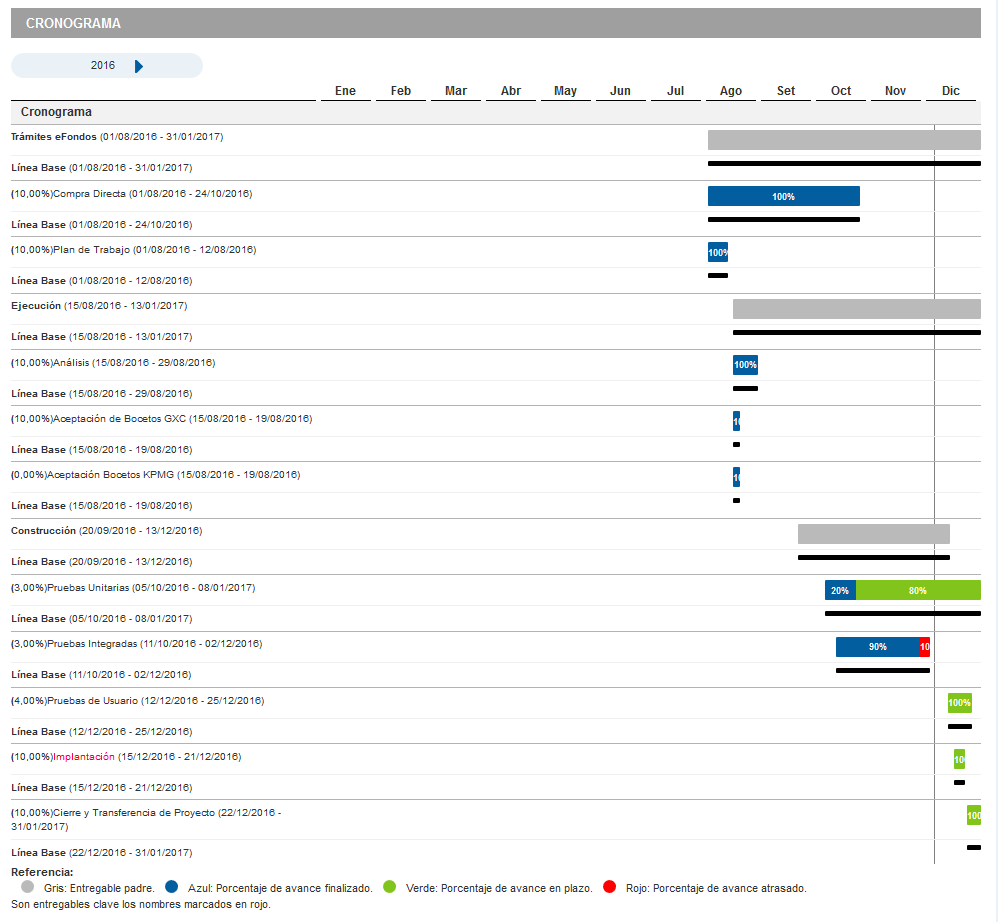 CRONOGRAMA
2016
Ene Feb Mar Abr May Jun Jul Ago Set Oct Nov Dic
Cronograma
Trámites eFondos (01/08/2016 - 31/01/2017)
Línea Base (01/08/2016 - 31/01/2017)
(10,00%)Compra Directa (01/08/2016 - 24/10/2016) 100%
Línea Base (01/08/2016 - 24/10/2016)
(10,00%)Plan de Trabajo (01/08/2016 - 12/08/2016) 100%
Línea Base (01/08/2016 - 12/08/2016)
Ejecución (15/08/2016 - 13/01/2017)
Línea Base (15/08/2016 - 13/01/2017)
(10,00%)Análisis (15/08/2016 - 29/08/2016) 100%
Línea Base (15/08/2016 - 29/08/2016)
(10,00%)Aceptación de Bocetos GXC (15/08/2016 - 19/08/2016)
Línea Base (15/08/2016 - 19/08/2016)
(0,00%)Aceptación Bocetos KPMG (15/08/2016 - 19/08/2016)
Línea Base (15/08/2016 - 19/08/2016)
Construcción (20/09/2016 - 13/12/2016)
Línea Base (20/09/2016 - 13/12/2016)
(3,00%)Pruebas Unitarias (05/10/2016 - 08/01/2017) 20% 80%
Línea Base (05/10/2016 - 08/01/2017)
(3,00%)Pruebas Integradas (11/10/2016 - 02/12/2016) 90% 10
Línea Base (11/10/2016 - 02/12/2016)
(4,00%)Pruebas de Usuario (12/12/2016 - 25/12/2016) 100%
Línea Base (12/12/2016 - 25/12/2016)
(10,00%)Implantación (15/12/2016 - 21/12/2016) 10
Línea Base (15/12/2016 - 21/12/2016)
(10,00%)Cierre y Transferencia de Proyecto (22/12/2016 - 100
31/01/2017)
Línea Base (22/12/2016 - 31/01/2017)
Referencia:
Gris: Entregable padre. Azul: Porcentaje de avance finalizado. Verde: Porcentaje de avance en plazo. Rojo: Porcentaje de avance atrasado.
Son entregables clave los nombres marcados en rojo.